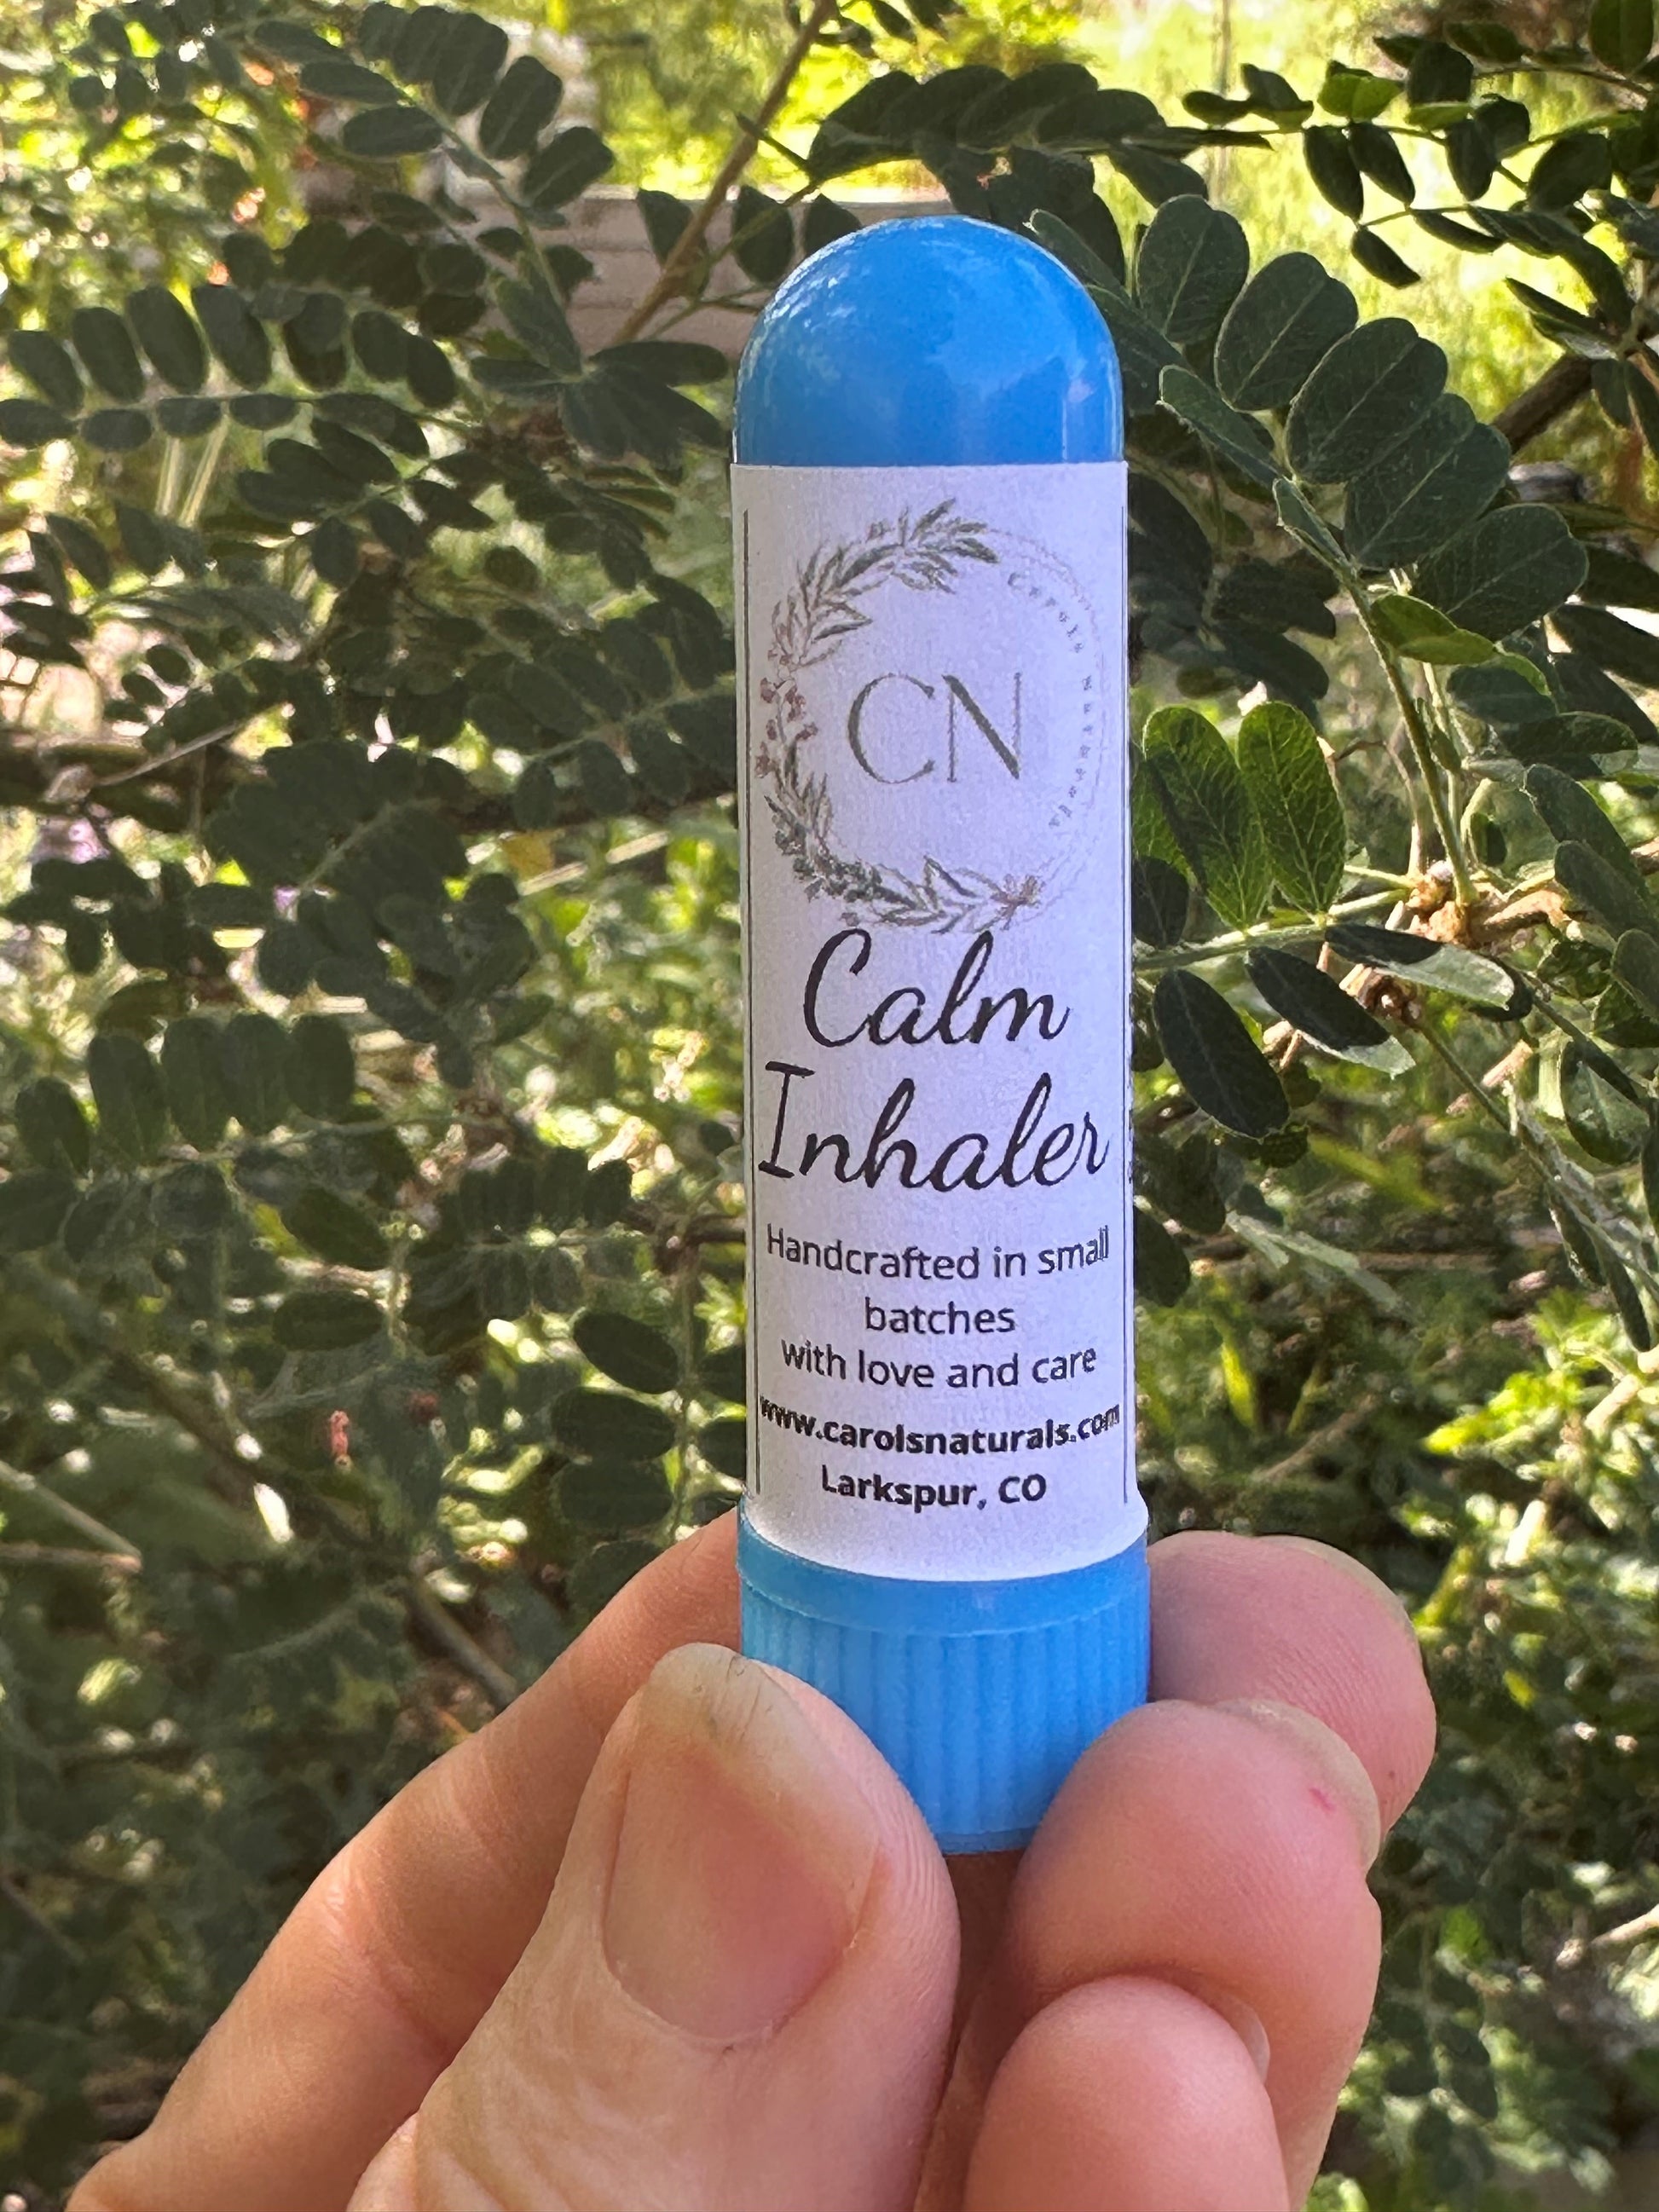 Carols Naturals
CN
Calm
Inhaler
Handcrafted in small
batches
with love and care
www.carolsnaturals.com
Larkspur, CO